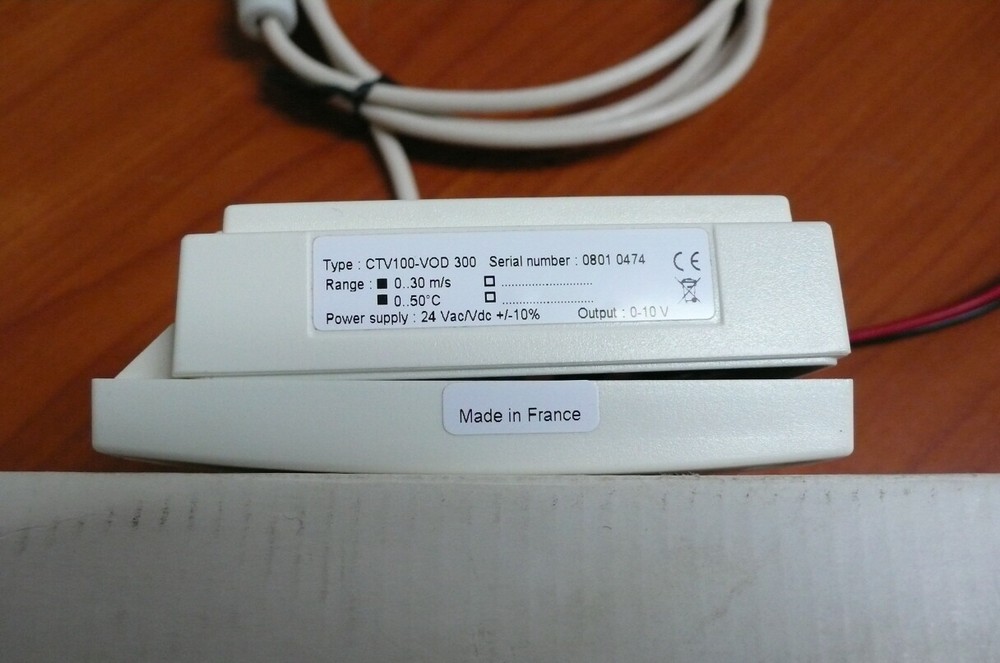 Type : CTV100-VOD 300 Serial number : 0801 0474 CE
Range : ■ 0..30 m/s □ ............................
■ 0..50°C □ ............................
Power supply : 24 Vac/Vdc +/-10% Output : 0-10 V
Made in France